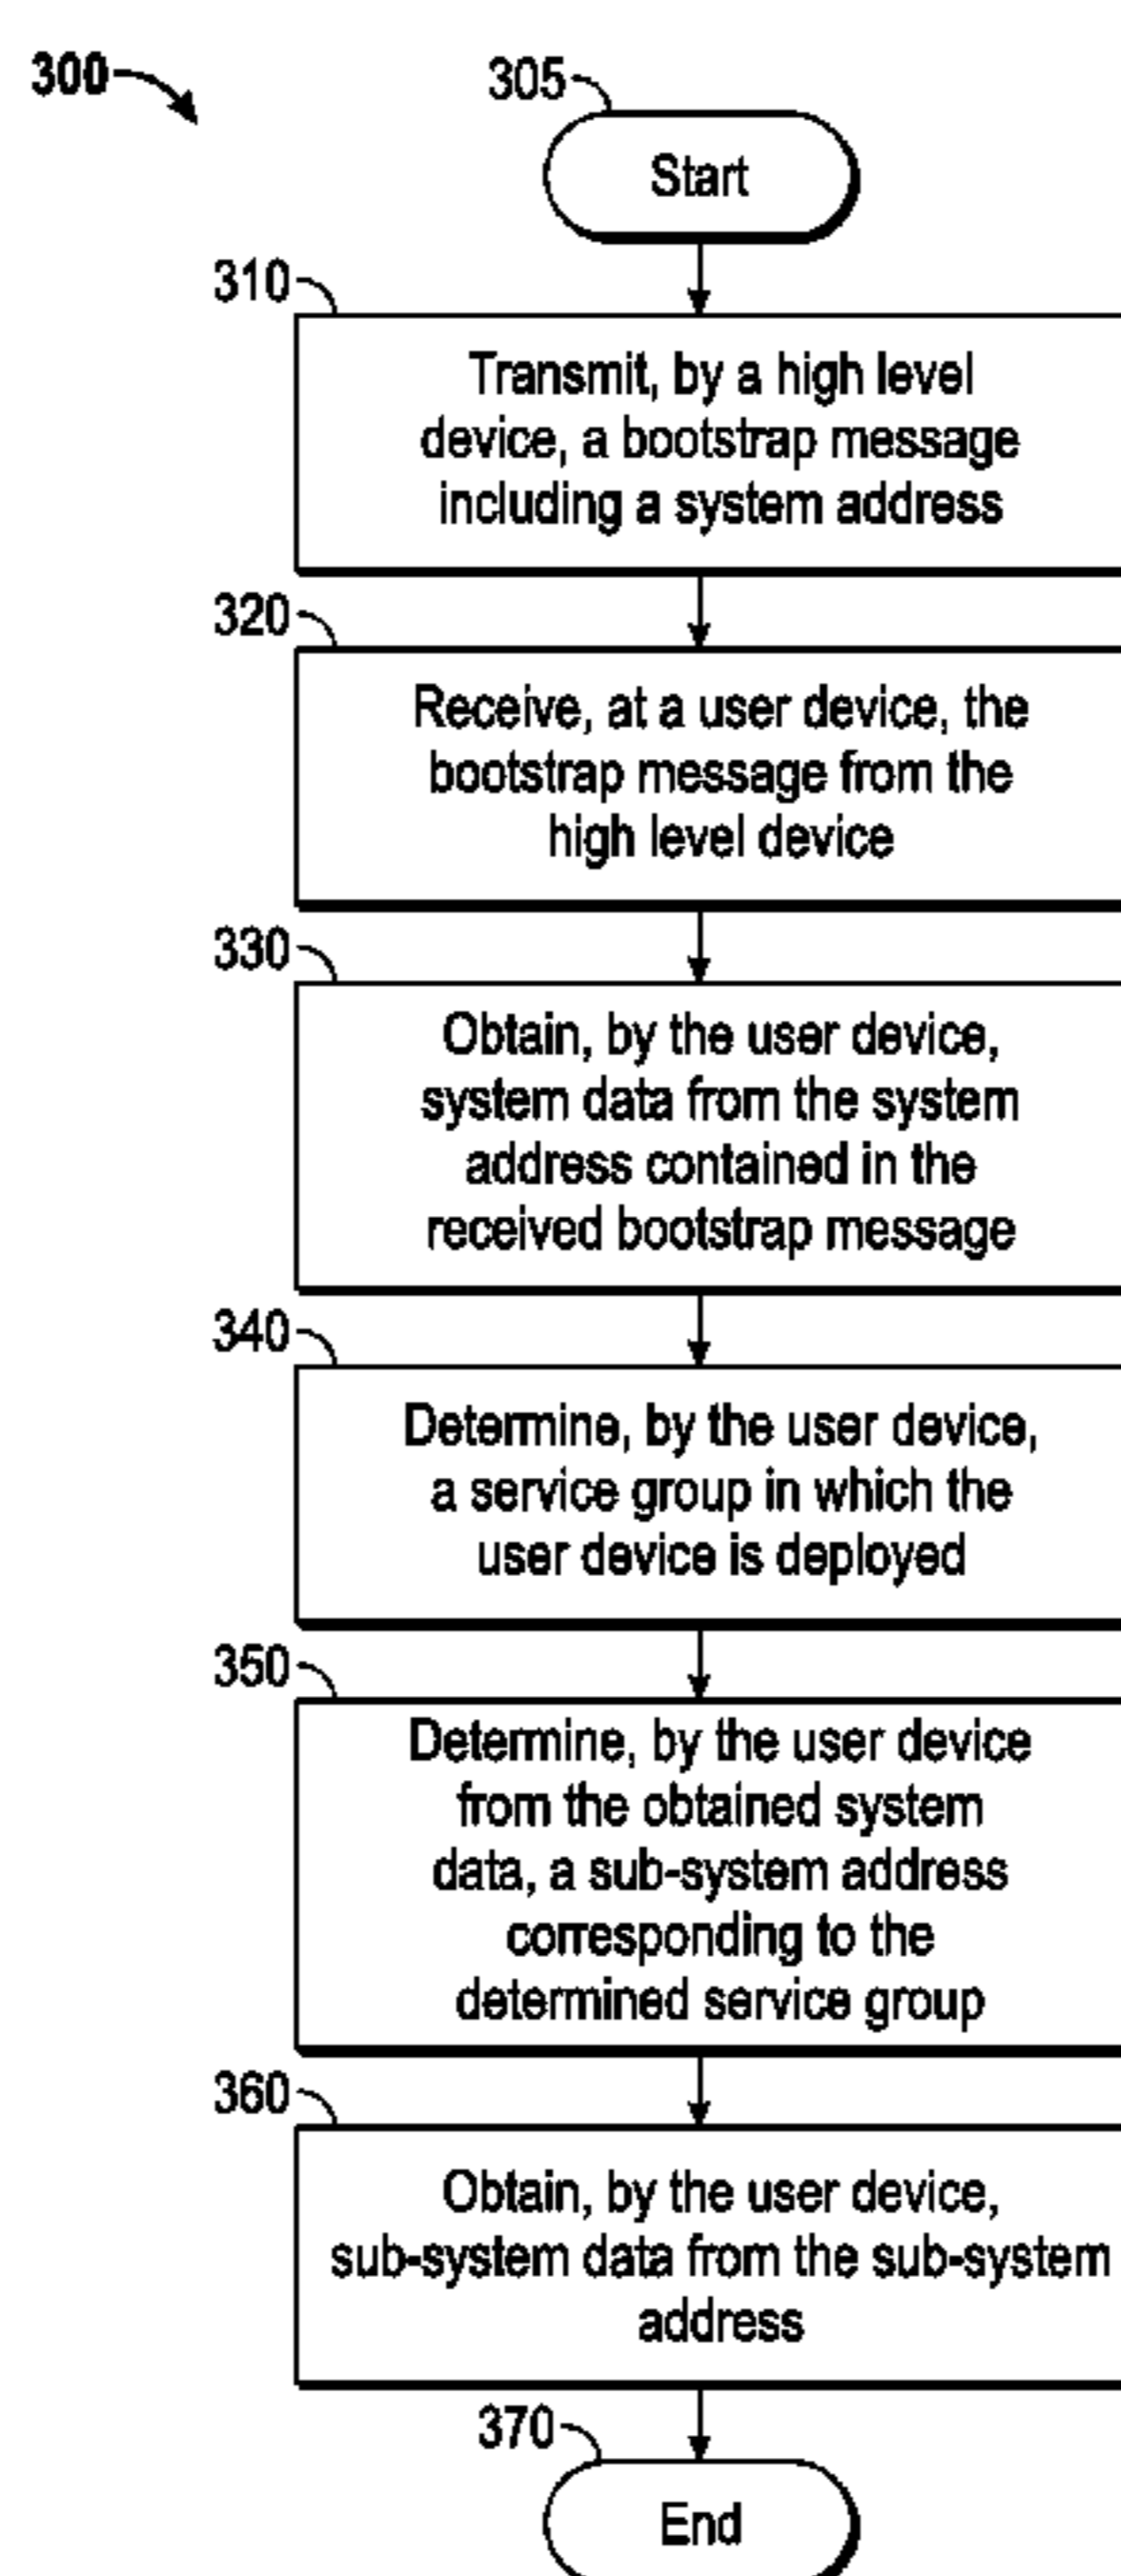 300
305
Start
310
Transmit, by a high level
device, a bootstrap message
including a system address
320
Receive, at a user device, the
bootstrap message from the
high level device
330
Obtain, by the user device,
system data from the system
address contained in the
received bootstrap message
340
Determine, by the user device,
a service group in which the
user device is deployed
350
Determine, by the user device
from the obtained system
data, a sub-system address
corresponding to the
determined service group
360
Obtain, by the user device,
sub-system data from the sub-system
address
370
End